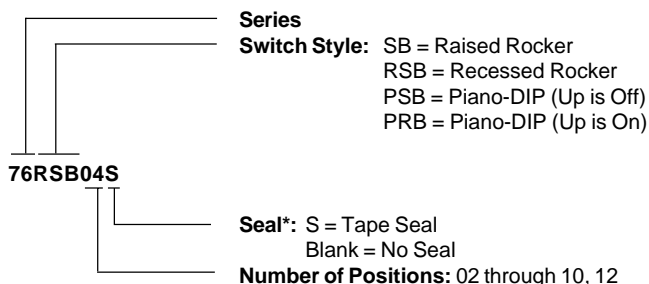 Series
Switch Style: SB = Raised Rocker
RSB = Recessed Rocker
PSB = Piano-DIP (Up is Off)
PRB = Piano-DIP (Up is On)
76RSB04S
Seal*: S = Tape Seal
Blank = No Seal
Number of Positions: 02 through 10, 12